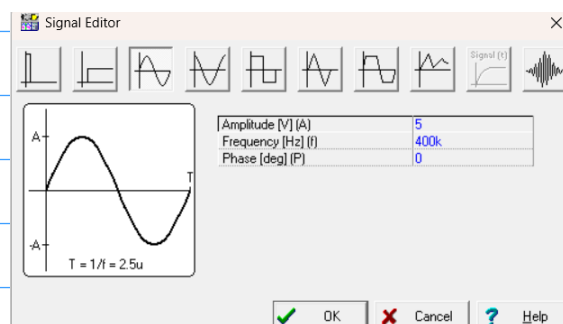 Signal Editor
Signal (t)
Amplitude [V] (A) 5
Frequency [Hz] (f) 400k
Phase [deg] (P) 0
A
T
-A
T = 1/f = 2.5u
OK Cancel Help